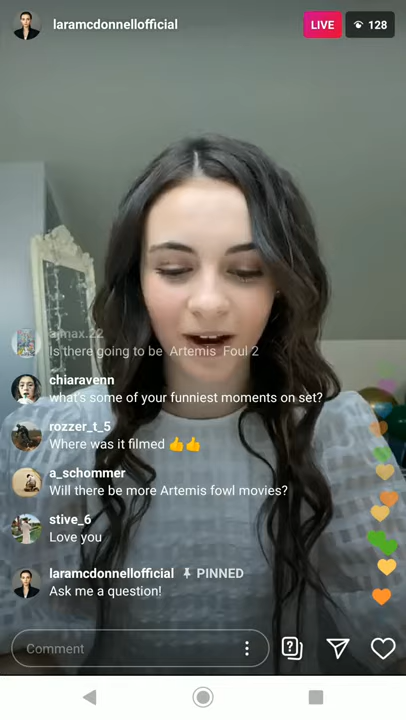 laramcdonnellofficial
LIVE
128
Is there going to be Artemis Foul 2
chiaravenn
what's some of your funniest moments on set?
rozzer_t_5
Where was it filmed 👍👍
a_schommer
Will there be more Artemis fowl movies?
stive_6
Love you
laramcdonnellofficial PINNED
Ask me a question!
Comment